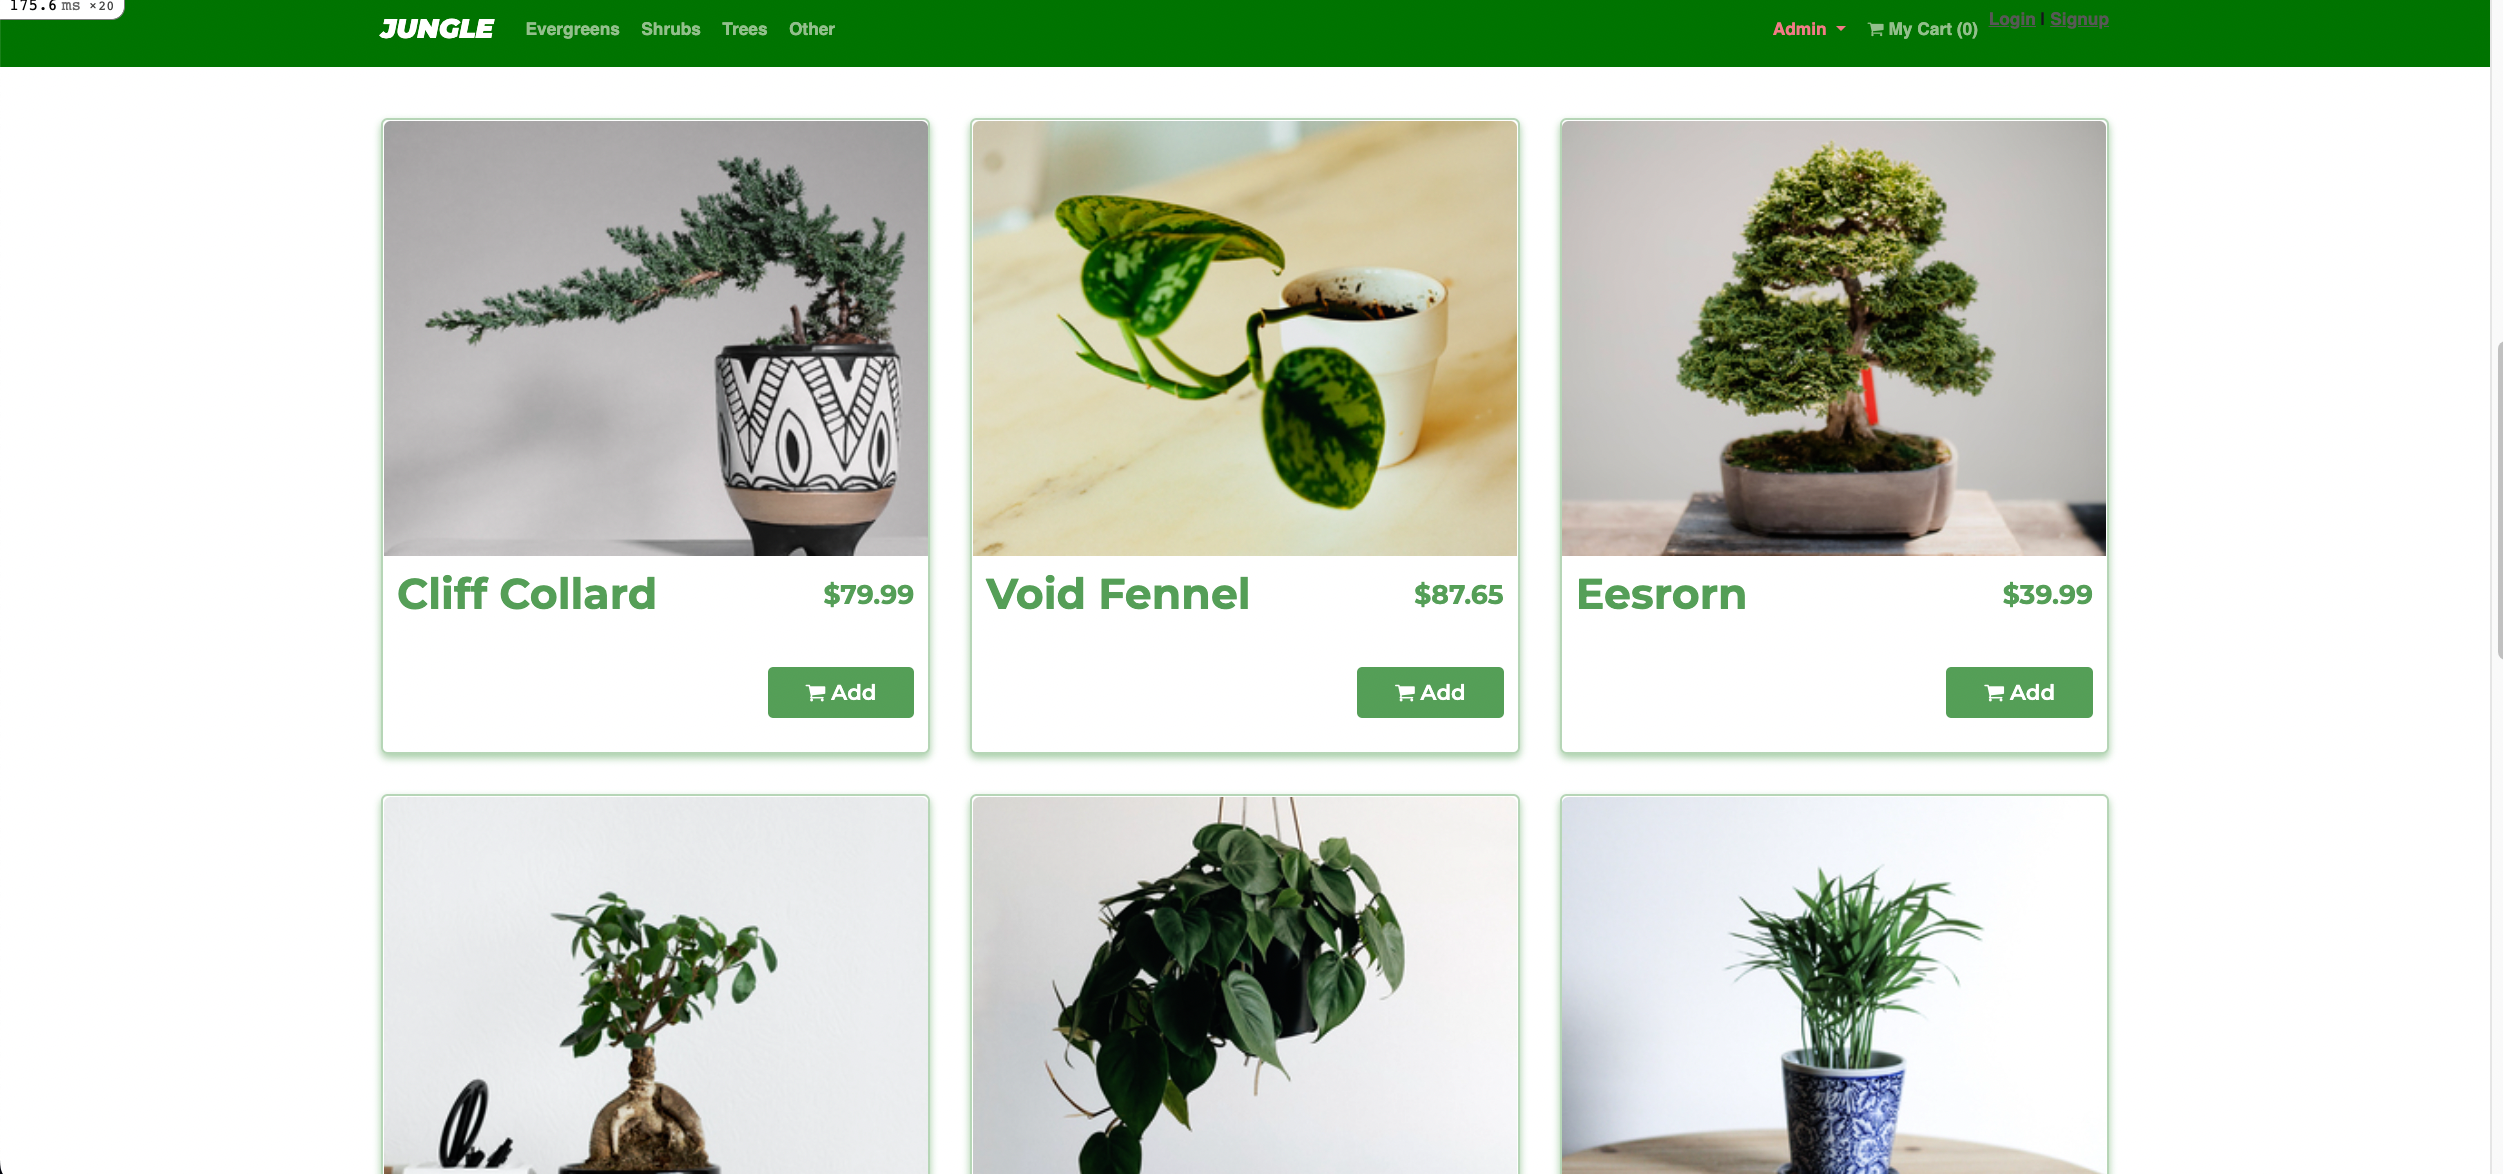 175.6 ms ×20
JUNGLE Evergreens Shrubs Trees Other Admin My Cart (0) Login | Signup
Cliff Collard $79.99
Void Fennel $87.65
Eesrorn $39.99
Add
Add
Add